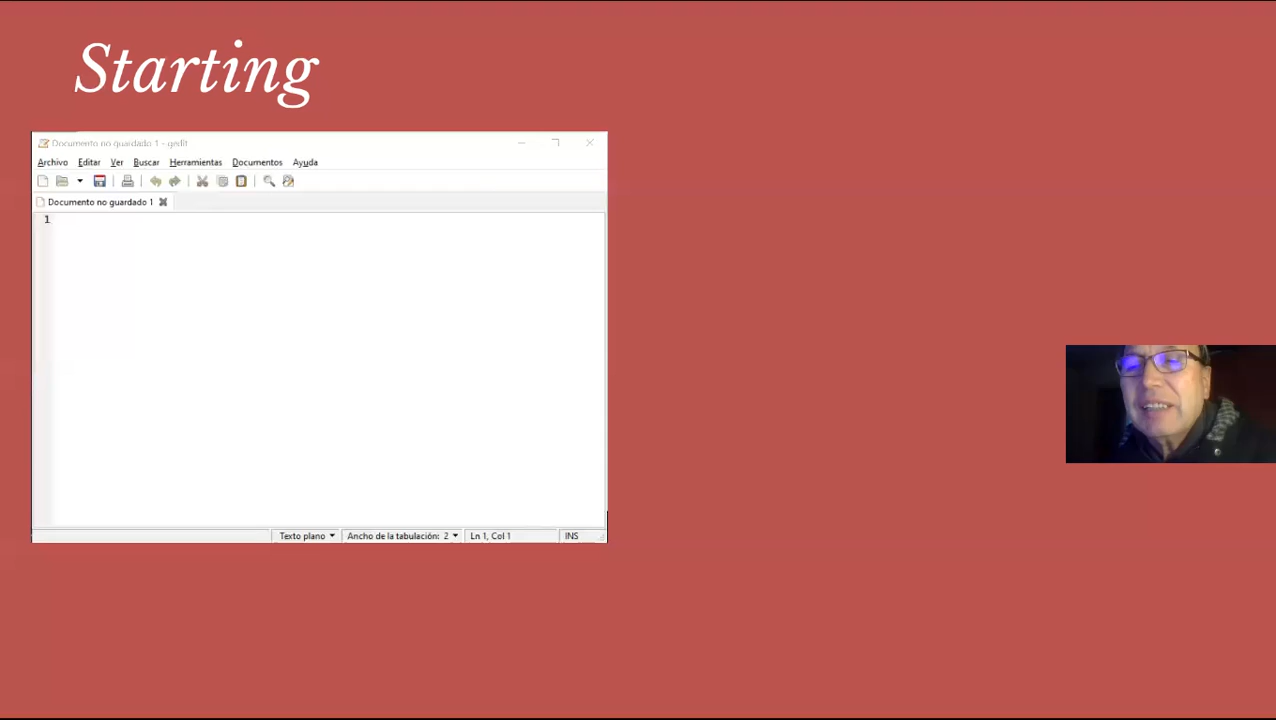 Starting
Documento no guardado 1 - gedit
Archivo Editar Ver Buscar Herramientas Documentos Ayuda
Documento no guardado 1
1
Texto plano Ancho de la tabulación: 2 Ln 1, Col 1 INS